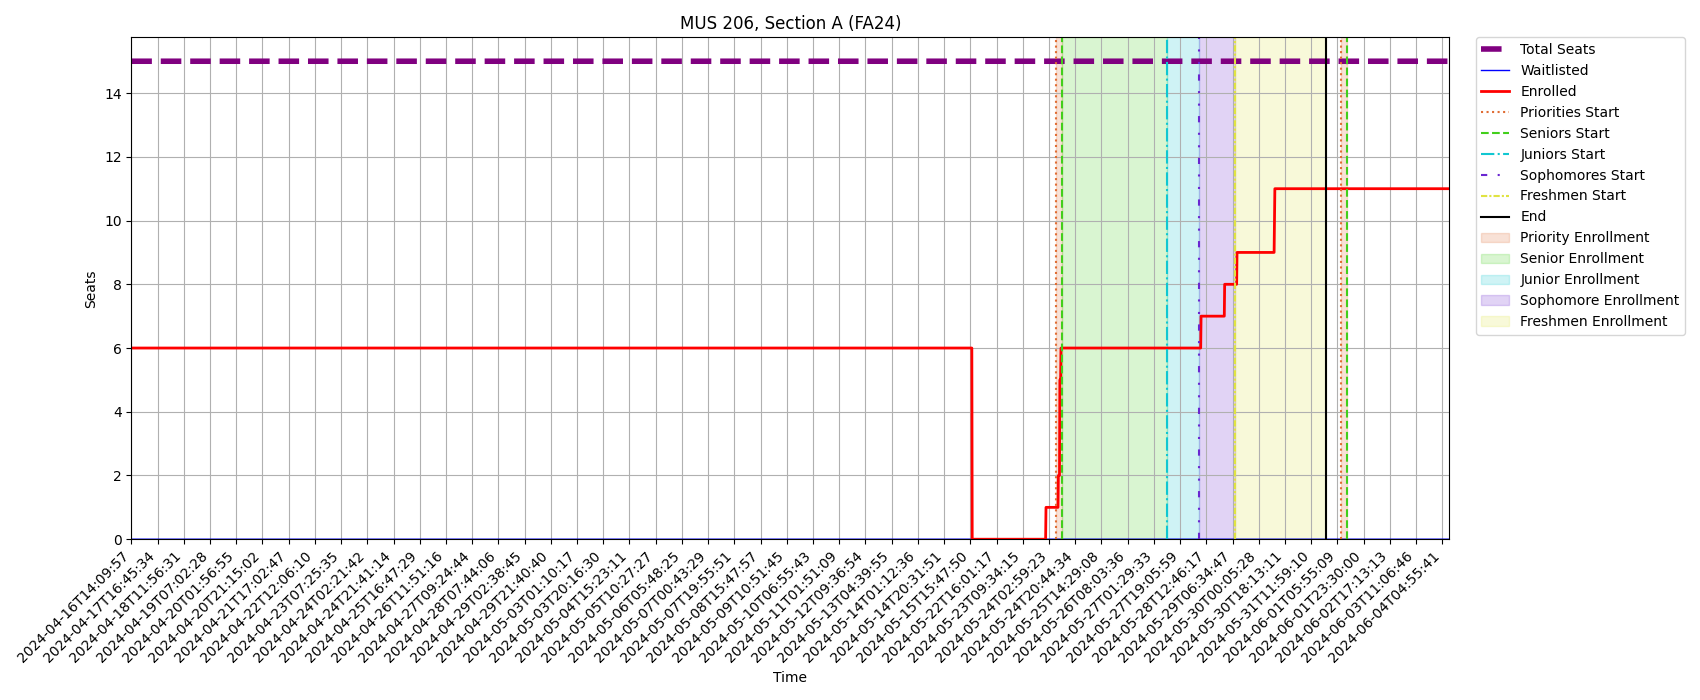 MUS 206, Section A (FA24)
Total Seats
Waitlisted
Enrolled
Priorities Start
Seniors Start
Juniors Start
Sophomores Start
Freshmen Start
End
Priority Enrollment
Senior Enrollment
Junior Enrollment
Sophomore Enrollment
Freshmen Enrollment
Seats
14
12
10
8
6
4
2
0
2024-04-16T14:09:57
2024-04-17T16:45:34
2024-04-18T11:56:31
2024-04-19T07:02:28
2024-04-20T01:56:55
2024-04-20T21:15:02
2024-04-21T17:02:47
2024-04-22T12:06:10
2024-04-23T07:25:35
2024-04-24T02:21:42
2024-04-24T21:41:14
2024-04-25T16:47:29
2024-04-26T11:51:16
2024-04-27T09:24:44
2024-04-28T07:44:06
2024-04-29T02:38:45
2024-04-29T21:40:40
2024-05-03T01:10:17
2024-05-03T20:16:30
2024-05-04T15:23:11
2024-05-05T10:27:27
2024-05-06T05:48:25
2024-05-07T00:43:29
2024-05-07T19:55:51
2024-05-08T15:47:57
2024-05-09T10:51:45
2024-05-10T06:55:43
2024-05-11T01:51:09
2024-05-12T09:36:54
2024-05-13T04:39:55
2024-05-14T01:12:36
2024-05-14T20:31:51
2024-05-15T15:47:50
2024-05-22T16:01:17
2024-05-23T09:34:15
2024-05-24T02:59:23
2024-05-24T20:44:34
2024-05-25T14:29:08
2024-05-26T08:03:36
2024-05-27T01:29:33
2024-05-27T19:05:59
2024-05-28T12:46:17
2024-05-29T06:34:47
2024-05-30T00:05:28
2024-05-30T18:13:11
2024-05-31T11:59:10
2024-06-01T05:55:09
2024-06-01T23:30:00
2024-06-02T17:13:13
2024-06-03T11:06:46
2024-06-04T04:55:41
Time